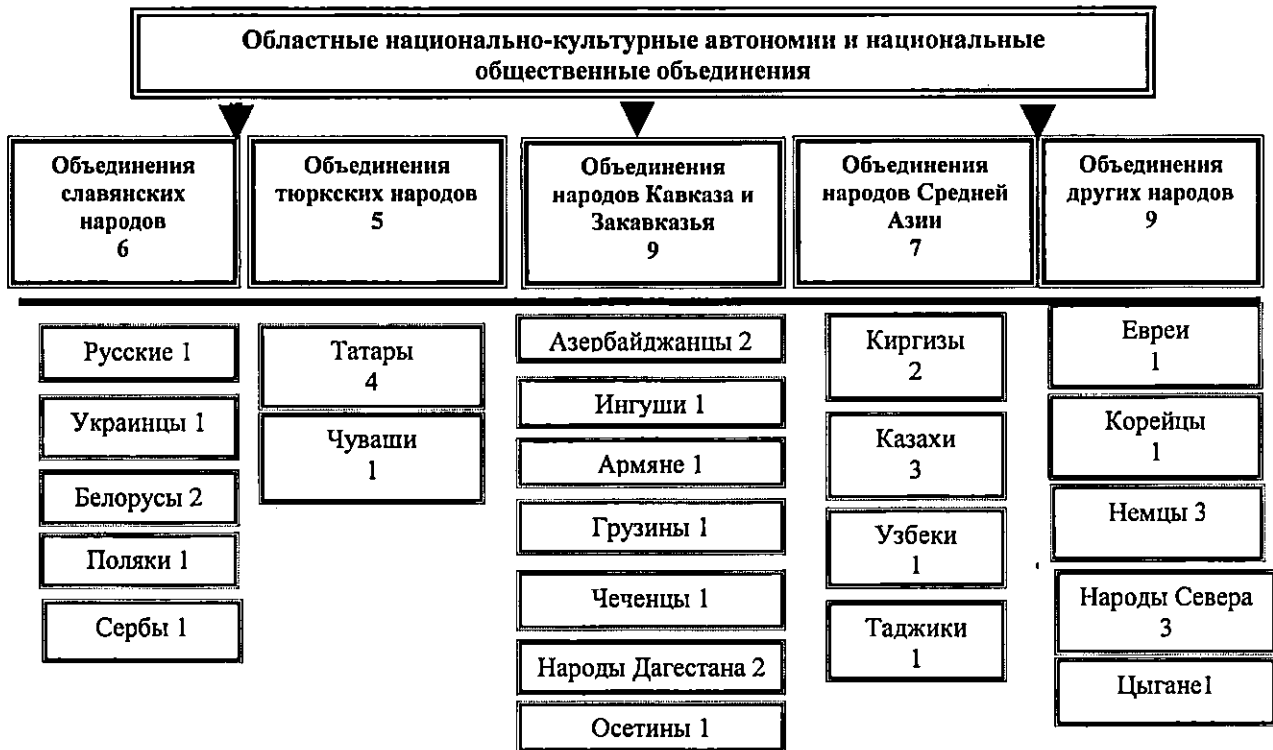 Областные национально-культурные автономии и национальные
общественные объединения
Объединения
славянских
народов
6
Объединения
тюркских народов
5
Объединения
народов Кавказа и
Закавказья
9
Объединения
народов Средней
Азии
7
Объединения
других народов
9
Русские 1
Украинцы 1
Белорусы 2
Поляки 1
Сербы 1
Татары
4
Чуваши
1
Азербайджанцы 2
Ингуши 1
Армяне 1
Грузины 1
Чеченцы 1
Народы Дагестана 2
Осетины 1
Киргизы
2
Казахи
3
Узбеки
1
Таджики
1
Евреи
1
Корейцы
1
Немцы 3
Народы Севера
3
Цыгане1